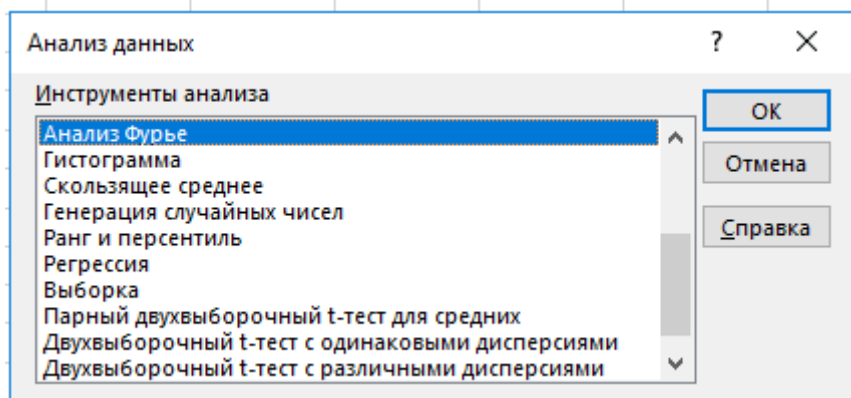 Анализ данных
?
Инструменты анализа
Анализ Фурье
Гистограмма
Скользящее среднее
Генерация случайных чисел
Ранг и персентиль
Регрессия
Выборка
Парный двухвыборочный t-тест для средних
Двухвыборочный t-тест с одинаковыми дисперсиями
Двухвыборочный t-тест с различными дисперсиями
ОК
Отмена
Справка